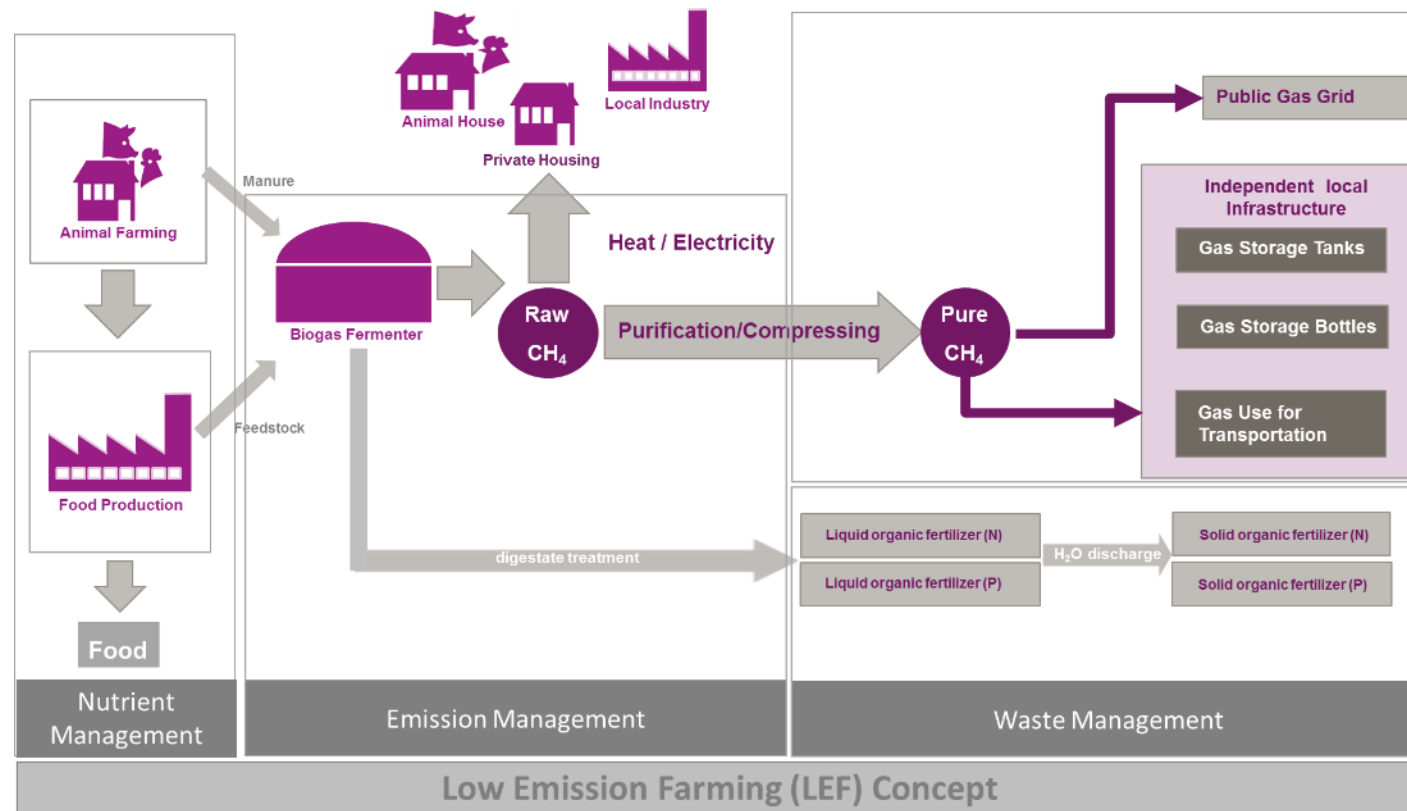 Animal House
Private Housing
Local Industry
Animal Farming
Manure
Food Production
Feedstock
Food
Biogas Fermenter
Heat / Electricity
Raw
CH₄
Purification/Compressing
Pure
CH₄
Public Gas Grid
Independent local
Infrastructure
Gas Storage Tanks
Gas Storage Bottles
Gas Use for
Transportation
digestate treatment
Liquid organic fertilizer (N)
Liquid organic fertilizer (P)
H₂O discharge
Solid organic fertilizer (N)
Solid organic fertilizer (P)
Nutrient
Management
Emission Management
Waste Management
Low Emission Farming (LEF) Concept